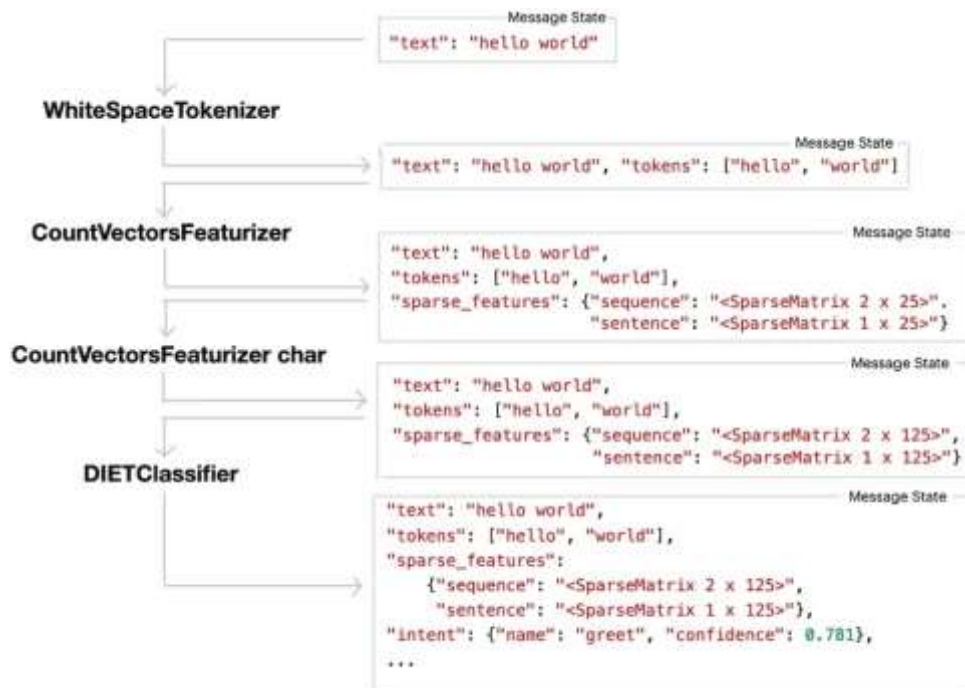 Message State
"text": "hello world"
WhiteSpaceTokenizer
Message State
"text": "hello world", "tokens": ["hello", "world"]
CountVectorsFeaturizer
Message State
"text": "hello world",
"tokens": ["hello", "world"],
"sparse_features": {"sequence": "<SparseMatrix 2 x 25>".
"sentence": "<SparseMatrix 1 x 25>"}
CountVectorsFeaturizer char
Message State
"text": "hello world",
"tokens": ["hello", "world"],
"sparse_features": {"sequence": "<SparseMatrix 2 x 125>",
"sentence": "<SparseMatrix 1 x 125>"}
DIETClassifier
Message State
"text": "hello world",
"tokens": ["hello", "world"],
"sparse_features":
{"sequence": "<SparseMatrix 2 x 125>",
"sentence": "<SparseMatrix 1 x 125>"},
"intent": {"name": "greet", "confidence": 0.781},
...